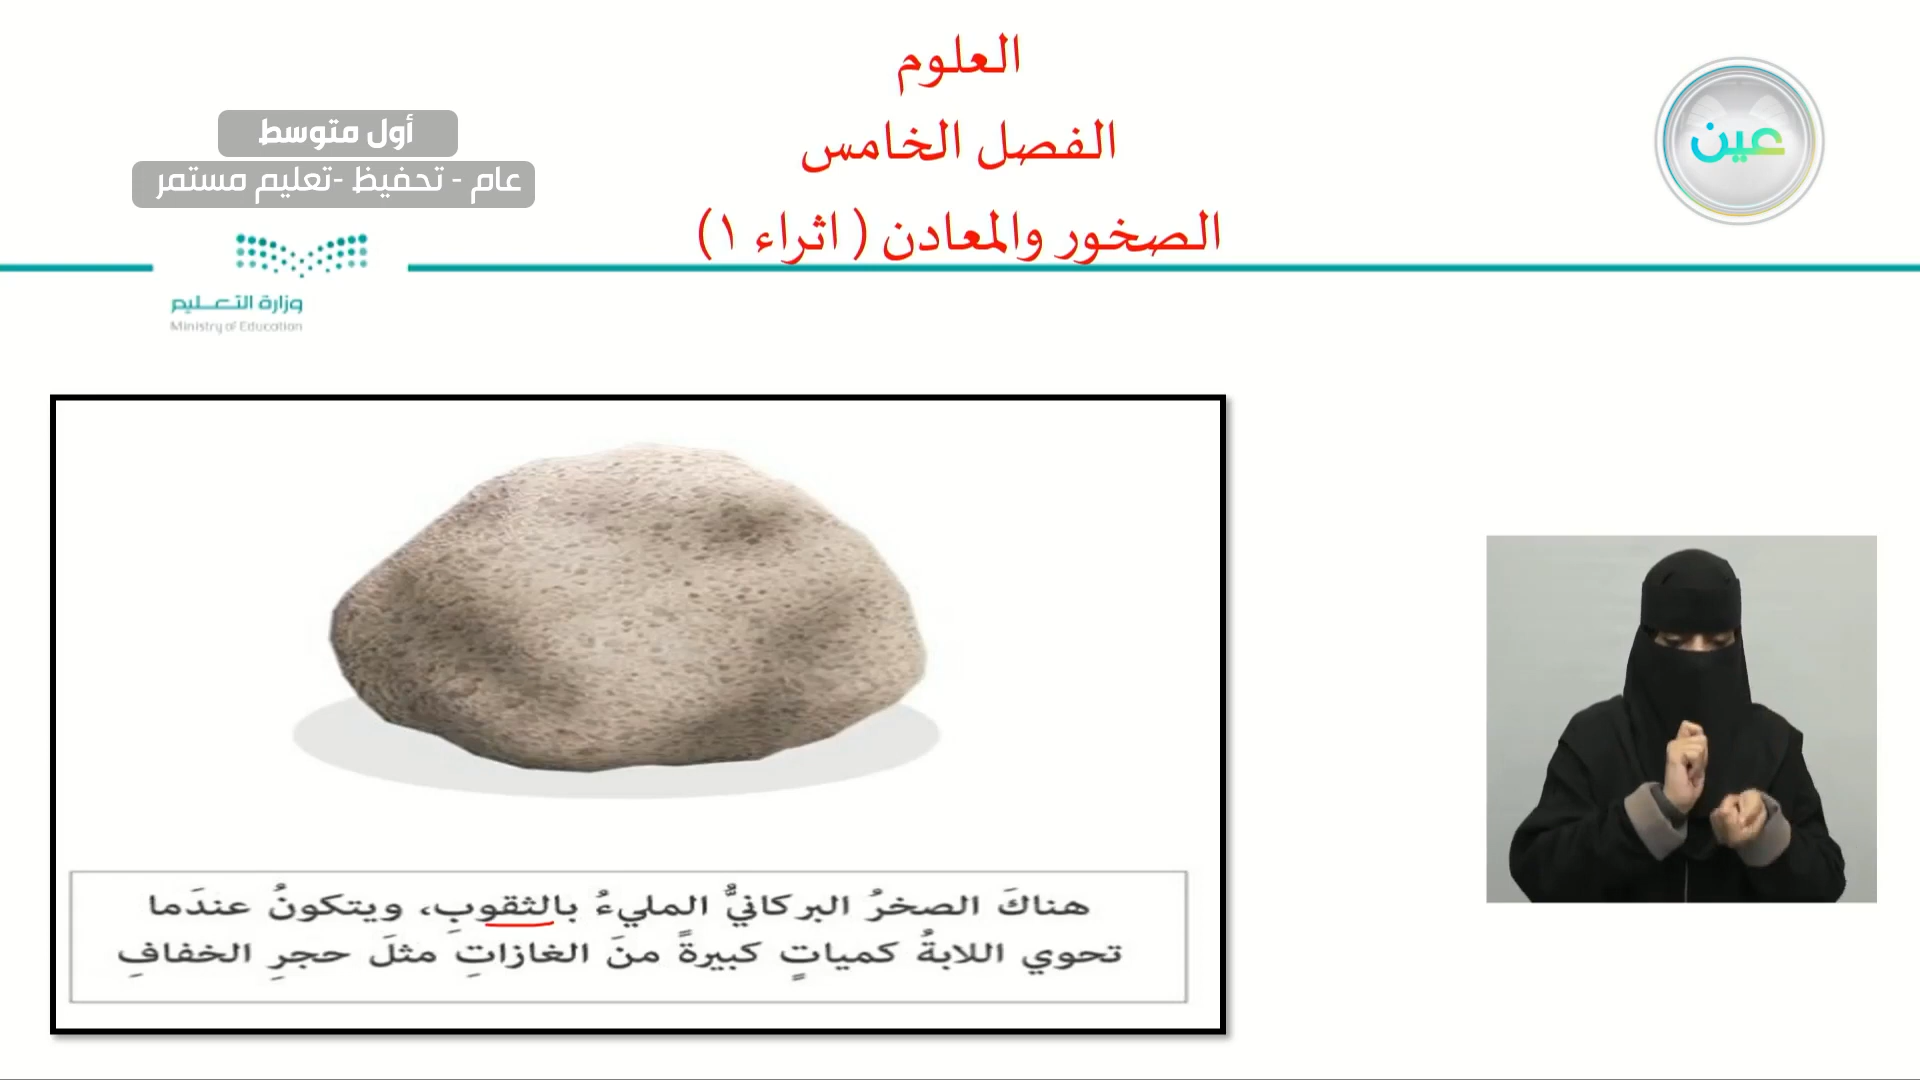 العلوم
الفصل الخامس
الصخور والمعادن ( اثراء ١)
عين
أول متوسط
عام - تحفيظ -تعليم مستمر
وزارة التعـــليم
Ministry of Education
هناكَ الصخرُ البركانيُّ المليءُ بالثقوبِ، ويتكونُ عندَما
تحوي اللابةُ كمياتٍ كبيرةً منَ الغازاتِ مثلَ حجرِ الخفافِ